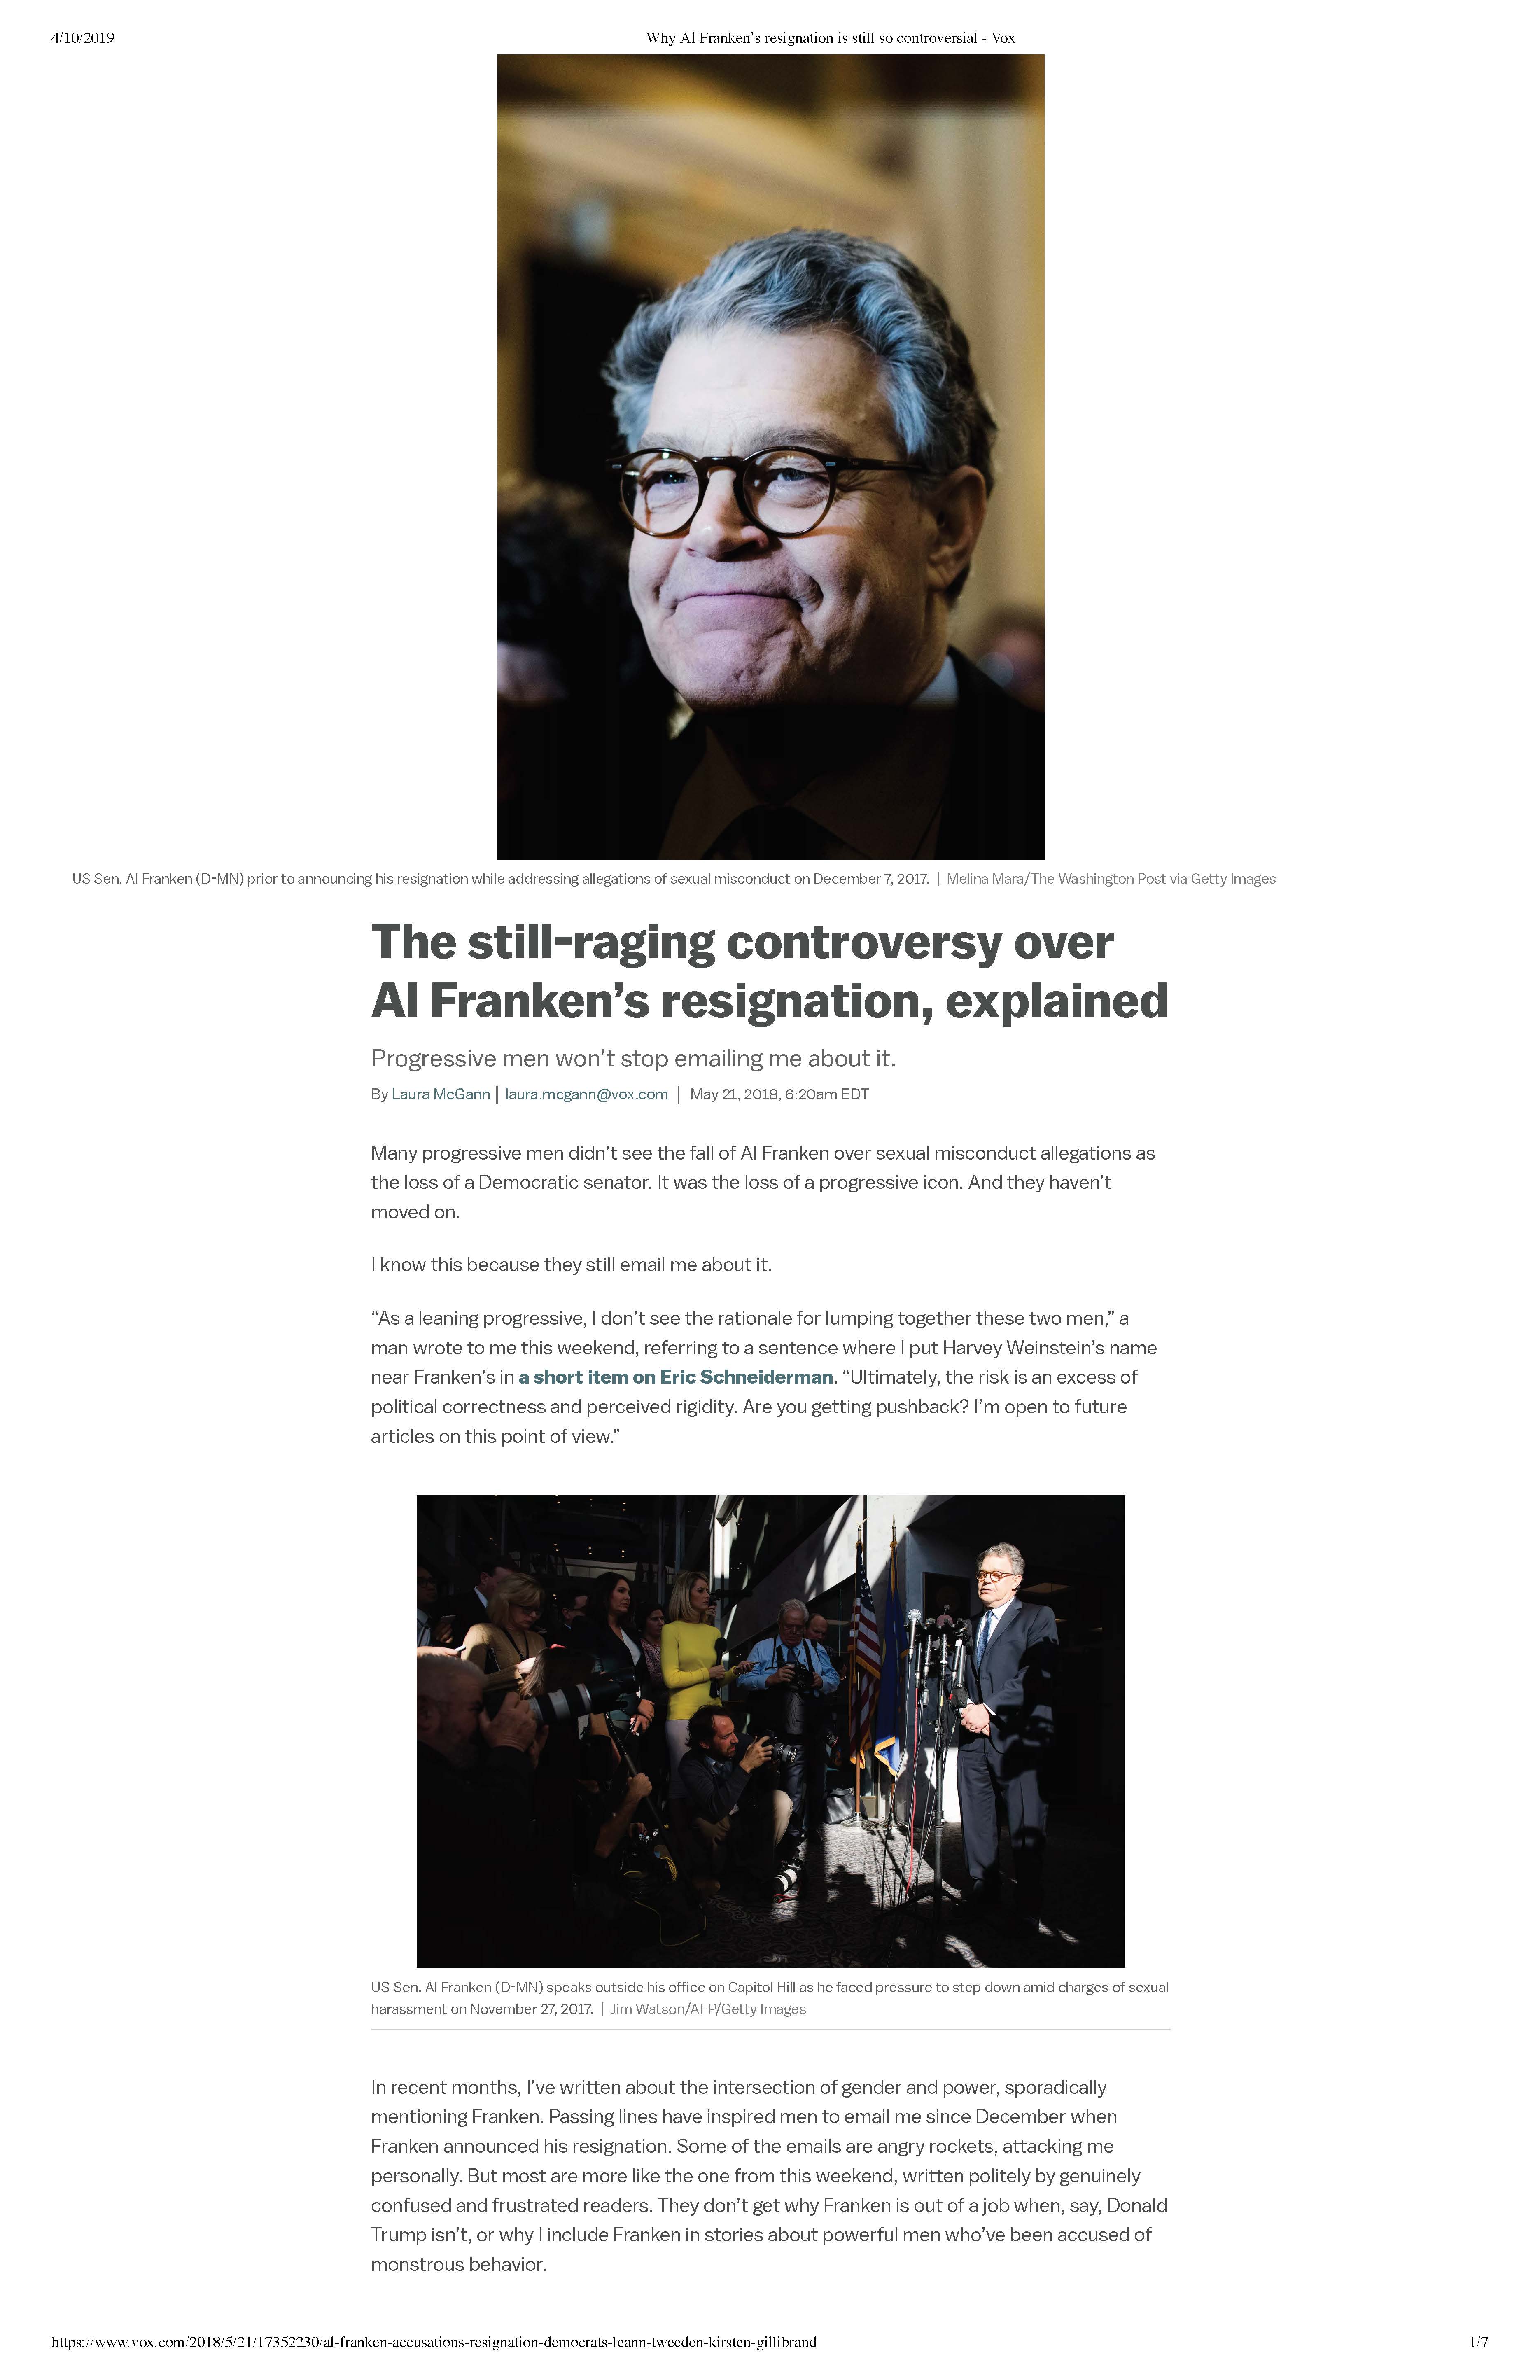 4/10/2019 Why Al Franken’s resignation is still so controversial - Vox
US Sen. Al Franken (D-MN) prior to announcing his resignation while addressing allegations of sexual misconduct on December 7, 2017. | Melina Mara/The Washington Post via Getty Images
The still-raging controversy over
Al Franken’s resignation, explained
Progressive men won’t stop emailing me about it.
By Laura McGann | laura.mcgann@vox.com | May 21, 2018, 6:20am EDT
Many progressive men didn’t see the fall of Al Franken over sexual misconduct allegations as
the loss of a Democratic senator. It was the loss of a progressive icon. And they haven’t
moved on.
I know this because they still email me about it.
“As a leaning progressive, I don’t see the rationale for lumping together these two men,” a
man wrote to me this weekend, referring to a sentence where I put Harvey Weinstein’s name
near Franken’s in a short item on Eric Schneiderman. “Ultimately, the risk is an excess of
political correctness and perceived rigidity. Are you getting pushback? I’m open to future
articles on this point of view.”
US Sen. Al Franken (D-MN) speaks outside his office on Capitol Hill as he faced pressure to step down amid charges of sexual
harassment on November 27, 2017. | Jim Watson/AFP/Getty Images
In recent months, I’ve written about the intersection of gender and power, sporadically
mentioning Franken. Passing lines have inspired men to email me since December when
Franken announced his resignation. Some of the emails are angry rockets, attacking me
personally. But most are more like the one from this weekend, written politely by genuinely
confused and frustrated readers. They don’t get why Franken is out of a job when, say, Donald
Trump isn’t, or why I include Franken in stories about powerful men who’ve been accused of
monstrous behavior.
https://www.vox.com/2018/5/21/17352230/al-franken-accusations-resignation-democrats-leann-tweeden-kirsten-gillibrand 1/7